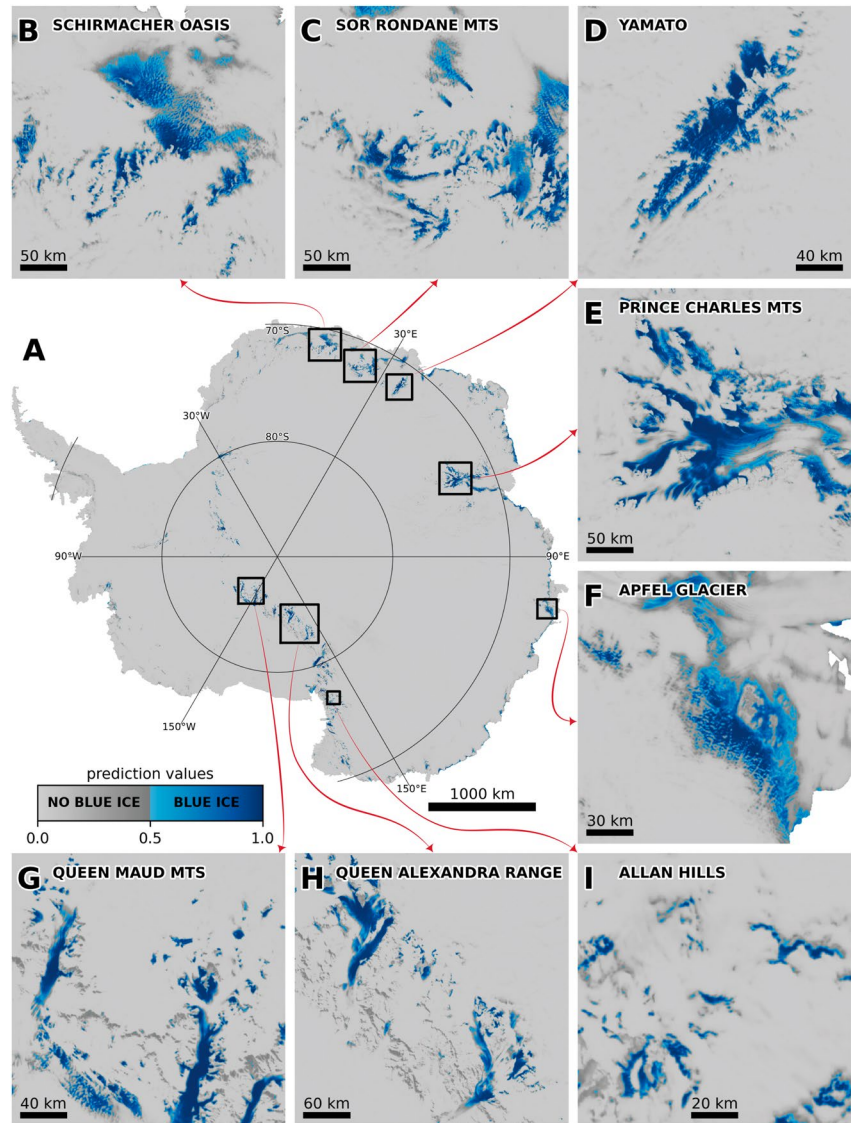 B SCHIRMACHER OASIS
50 km
C SOR RONDANE MTS
50 km
D YAMATO
40 km
A
70°S
30°E
30°W
80°S
90°W
90°E
150°W
150°E
1000 km
prediction values
NO BLUE ICE BLUE ICE
0.0 0.5 1.0
E PRINCE CHARLES MTS
50 km
F APFEL GLACIER
30 km
G QUEEN MAUD MTS
40 km
H QUEEN ALEXANDRA RANGE
60 km
I ALLAN HILLS
20 km